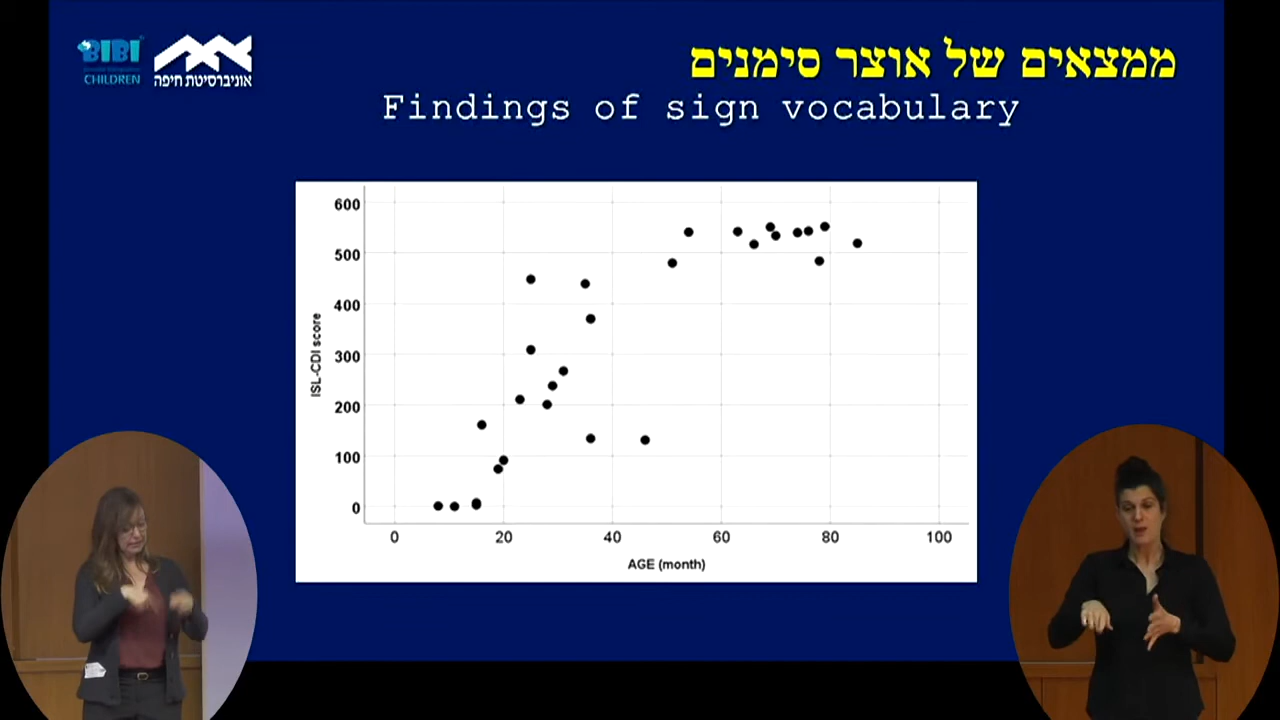 BIBI
CHILDREN
אוניברסיטת חיפה
ממצאים של אוצר סימנים
Findings of sign vocabulary
600
500
400
300
200
100
0
ISL-CDI score
0 20 40 60 80 100
AGE (month)